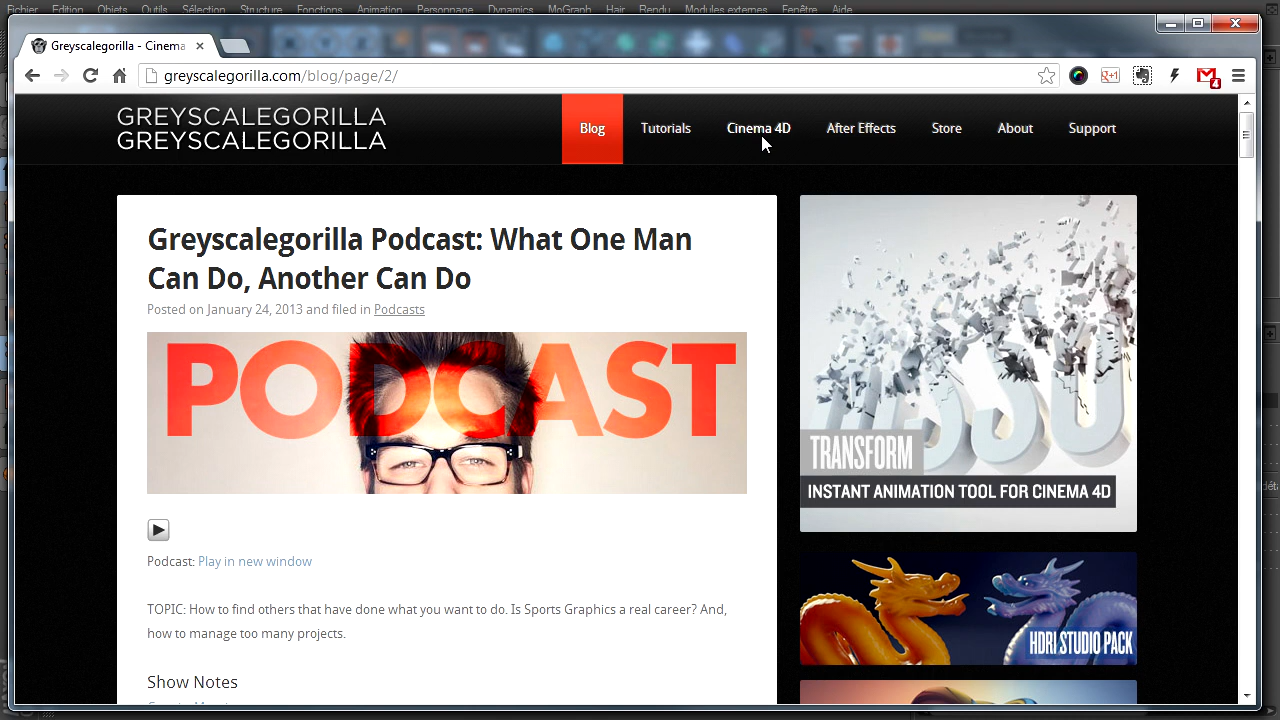 Fichier Edition Objets Outils Sélection Structure Fonctions Animation Personnage Dynamics MoGraph Hair Rendu Modules externes Fenêtre Aide
Greyscalegorilla - Cinema
greyscalegorilla.com/blog/page/2/
g+1
4
GREYSCALEGORILLA
GREYSCALEGORILLA
Blog Tutorials Cinema 4D After Effects Store About Support
Greyscalegorilla Podcast: What One Man
Can Do, Another Can Do
Posted on January 24, 2013 and filed in Podcasts
PODCAST
Podcast: Play in new window
TOPIC: How to find others that have done what you want to do. Is Sports Graphics a real career? And,
how to manage too many projects.
Show Notes
TRANSFORM
INSTANT ANIMATION TOOL FOR CINEMA 4D
HDRI STUDIO PACK